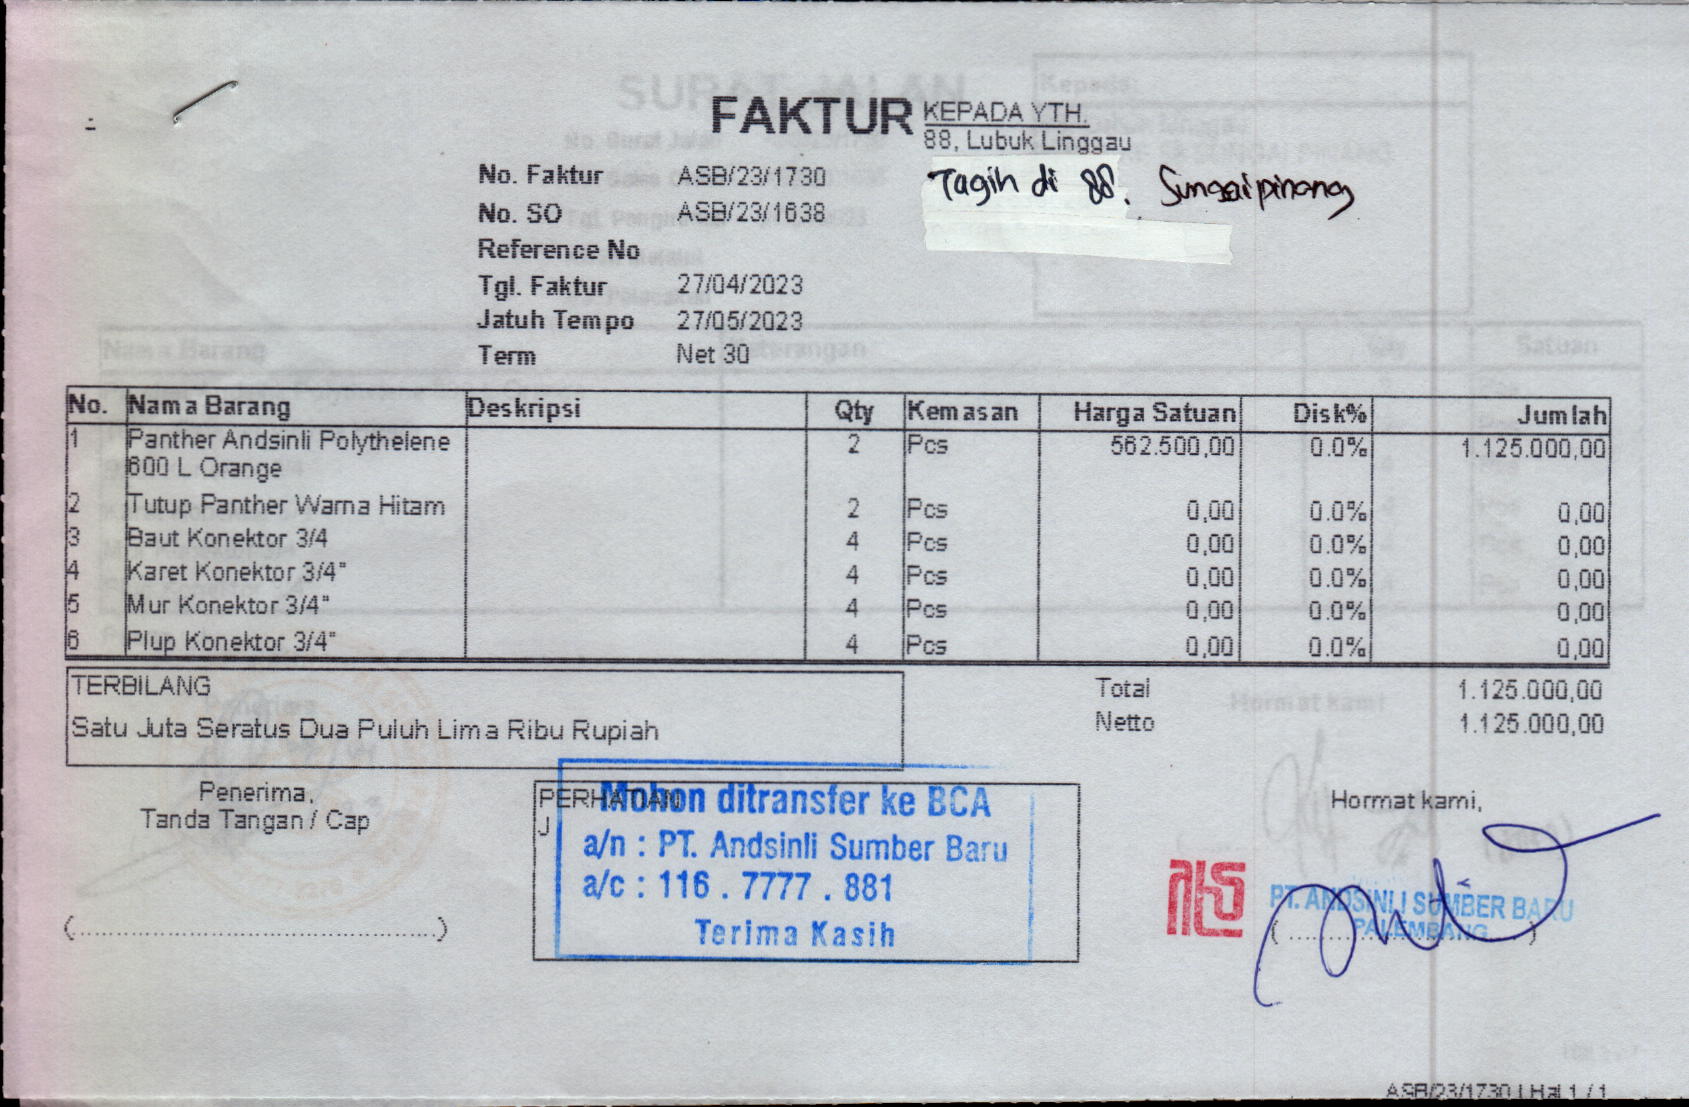 FAKTUR
KEPADA YTH.
88, Lubuk Linggau
Tagih di 88. Sungaipinang
No. Faktur ASB/23/1730
No. SO ASB/23/1638
Reference No
Tgl. Faktur 27/04/2023
Jatuh Tempo 27/05/2023
Term Net 30
No. Nama Barang Deskripsi Qty Kemasan Harga Satuan Disk% Jumlah
1 Panther Andsinli Polythelene 2 Pcs 562.500,00 0.0% 1.125.000,00
600 L Orange
2 Tutup Panther Warna Hitam 2 Pcs 0,00 0.0% 0,00
3 Baut Konektor 3/4 4 Pcs 0,00 0.0% 0,00
4 Karet Konektor 3/4" 4 Pcs 0,00 0.0% 0,00
5 Mur Konektor 3/4" 4 Pcs 0,00 0.0% 0,00
6 Plup Konektor 3/4" 4 Pcs 0,00 0.0% 0,00
TERBILANG
Satu Juta Seratus Dua Puluh Lima Ribu Rupiah
Total 1.125.000,00
Netto 1.125.000,00
Penerima,
Tanda Tangan / Cap
(........................................)
PERHATIAN
J
Mohon ditransfer ke BCA
a/n : PT. Andsinli Sumber Baru
a/c : 116 . 7777 . 881
Terima Kasih
Hormat kami,
PT. ANDSINLI SUMBER BARU
PALEMBANG
ASB/23/1730 | Hal 1 / 1